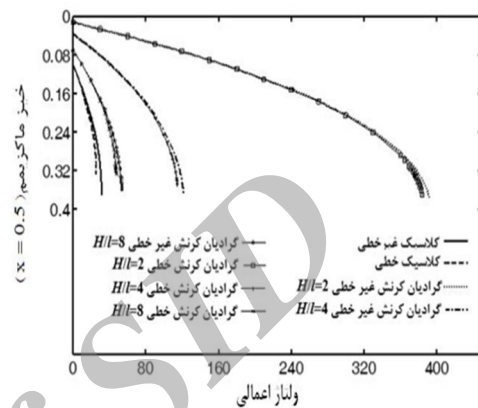 0
0.08
0.16
0.24
0.32
0.4
خیز ماکزیمم (x = 0.5)
گرادیان کرنش غیر خطی H/l=8
گرادیان کرنش خطی H/l=2
گرادیان کرنش خطی H/l=4
گرادیان کرنش خطی H/l=8
کلاسیک غیر خطی
کلاسیک خطی
گرادیان کرنش غیر خطی H/l=2
گرادیان کرنش غیر خطی H/l=4
0 80 160 240 320 400
ولتاژ اعمالی
SID